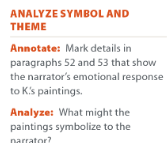 ANALYZE SYMBOL AND
THEME
Annotate: Mark details in
paragraphs 52 and 53 that show
the narrator's emotional response
to K.'s paintings.
Analyze: What might the
paintings symbolize to the
narrator?